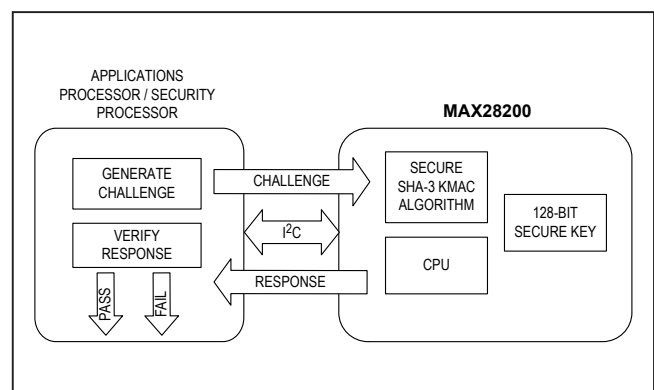 APPLICATIONS
PROCESSOR / SECURITY
PROCESSOR
GENERATE
CHALLENGE
VERIFY
RESPONSE
PASS
FAIL
CHALLENGE
I²C
RESPONSE
MAX28200
SECURE
SHA-3 KMAC
ALGORITHM
CPU
128-BIT
SECURE KEY